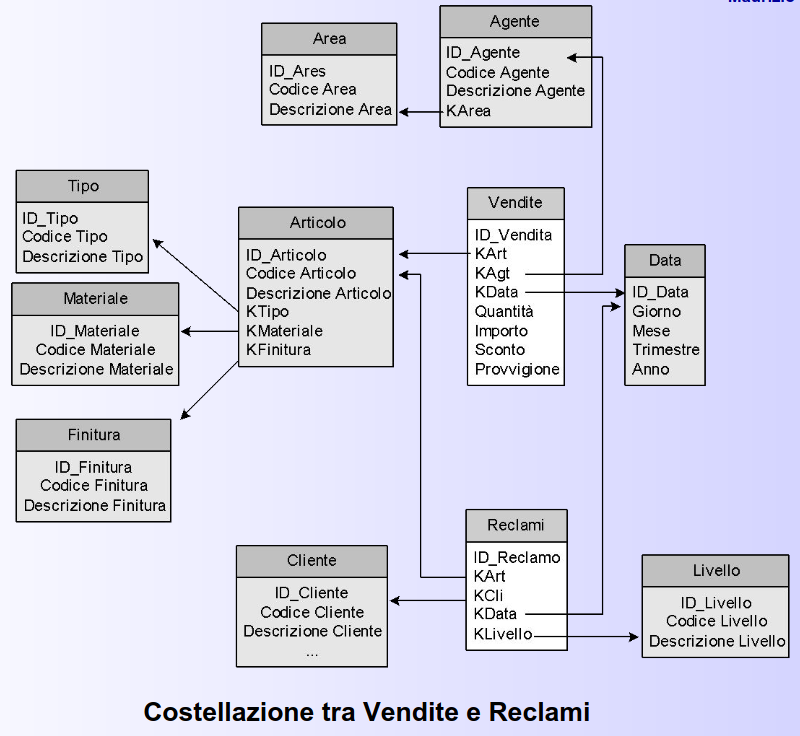 Maurizio
Agente
ID_Agente
Codice Agente
Descrizione Agente
KArea
Area
ID_Ares
Codice Area
Descrizione Area
Tipo
ID_Tipo
Codice Tipo
Descrizione Tipo
Articolo
ID_Articolo
Codice Articolo
Descrizione Articolo
KTipo
KMateriale
KFinitura
Vendite
ID_Vendita
KArt
KAgt
KData
Quantità
Importo
Sconto
Provvigione
Data
ID_Data
Giorno
Mese
Trimestre
Anno
Materiale
ID_Materiale
Codice Materiale
Descrizione Materiale
Finitura
ID_Finitura
Codice Finitura
Descrizione Finitura
Cliente
ID_Cliente
Codice Cliente
Descrizione Cliente
...
Reclami
ID_Reclamo
KArt
KCli
KData
KLivello
Livello
ID_Livello
Codice Livello
Descrizione Livello
Costellazione tra Vendite e Reclami